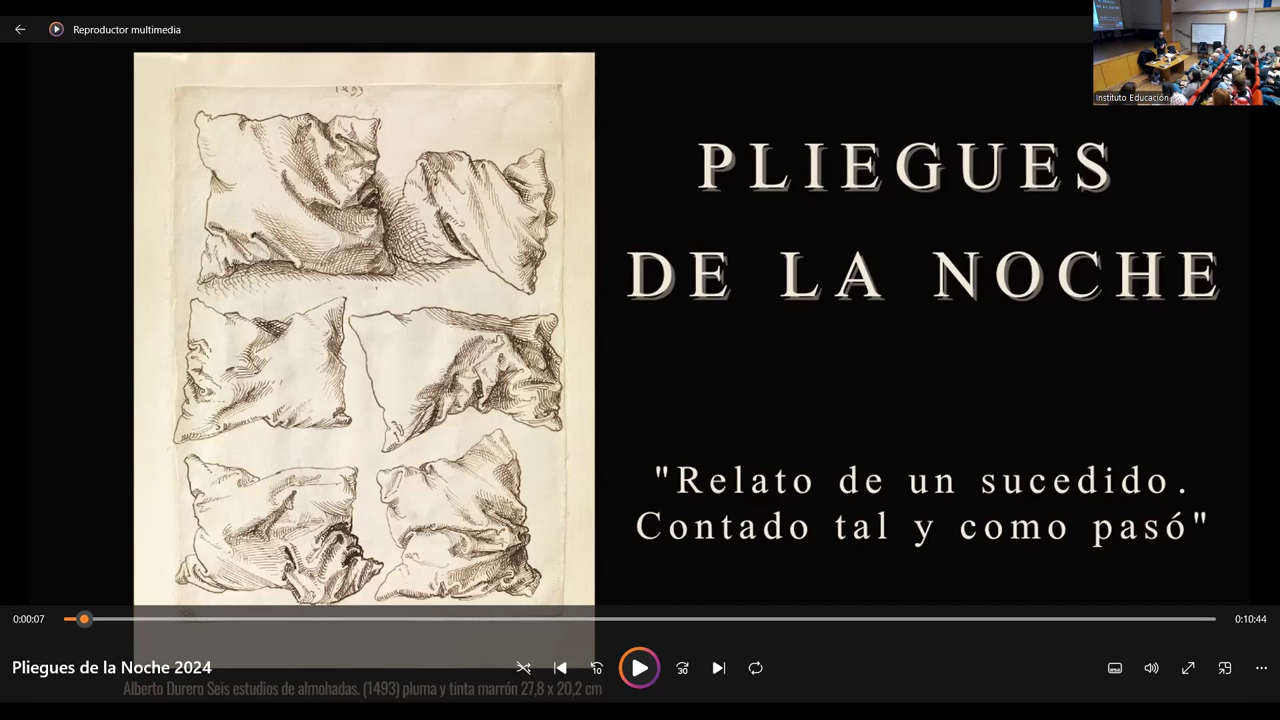 Reproductor multimedia
Instituto Educación
1493
PLIEGUES
DE LA NOCHE
"Relato de un sucedido.
Contado tal y como pasó"
0:00:07
0:10:44
Pliegues de la Noche 2024
10
30
Alberto Durero Seis estudios de almohadas. (1493) pluma y tinta marrón 27,8 x 20,2 cm